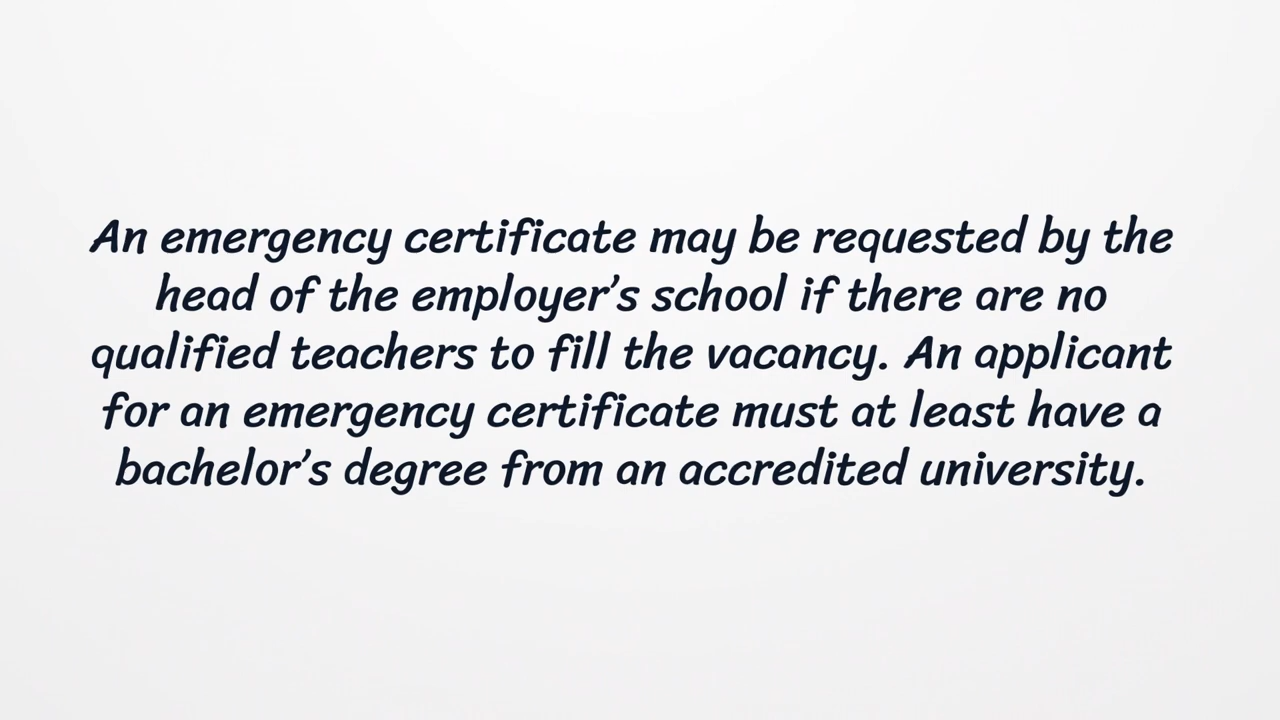 An emergency certificate may be requested by the
head of the employer’s school if there are no
qualified teachers to fill the vacancy. An applicant
for an emergency certificate must at least have a
bachelor’s degree from an accredited university.